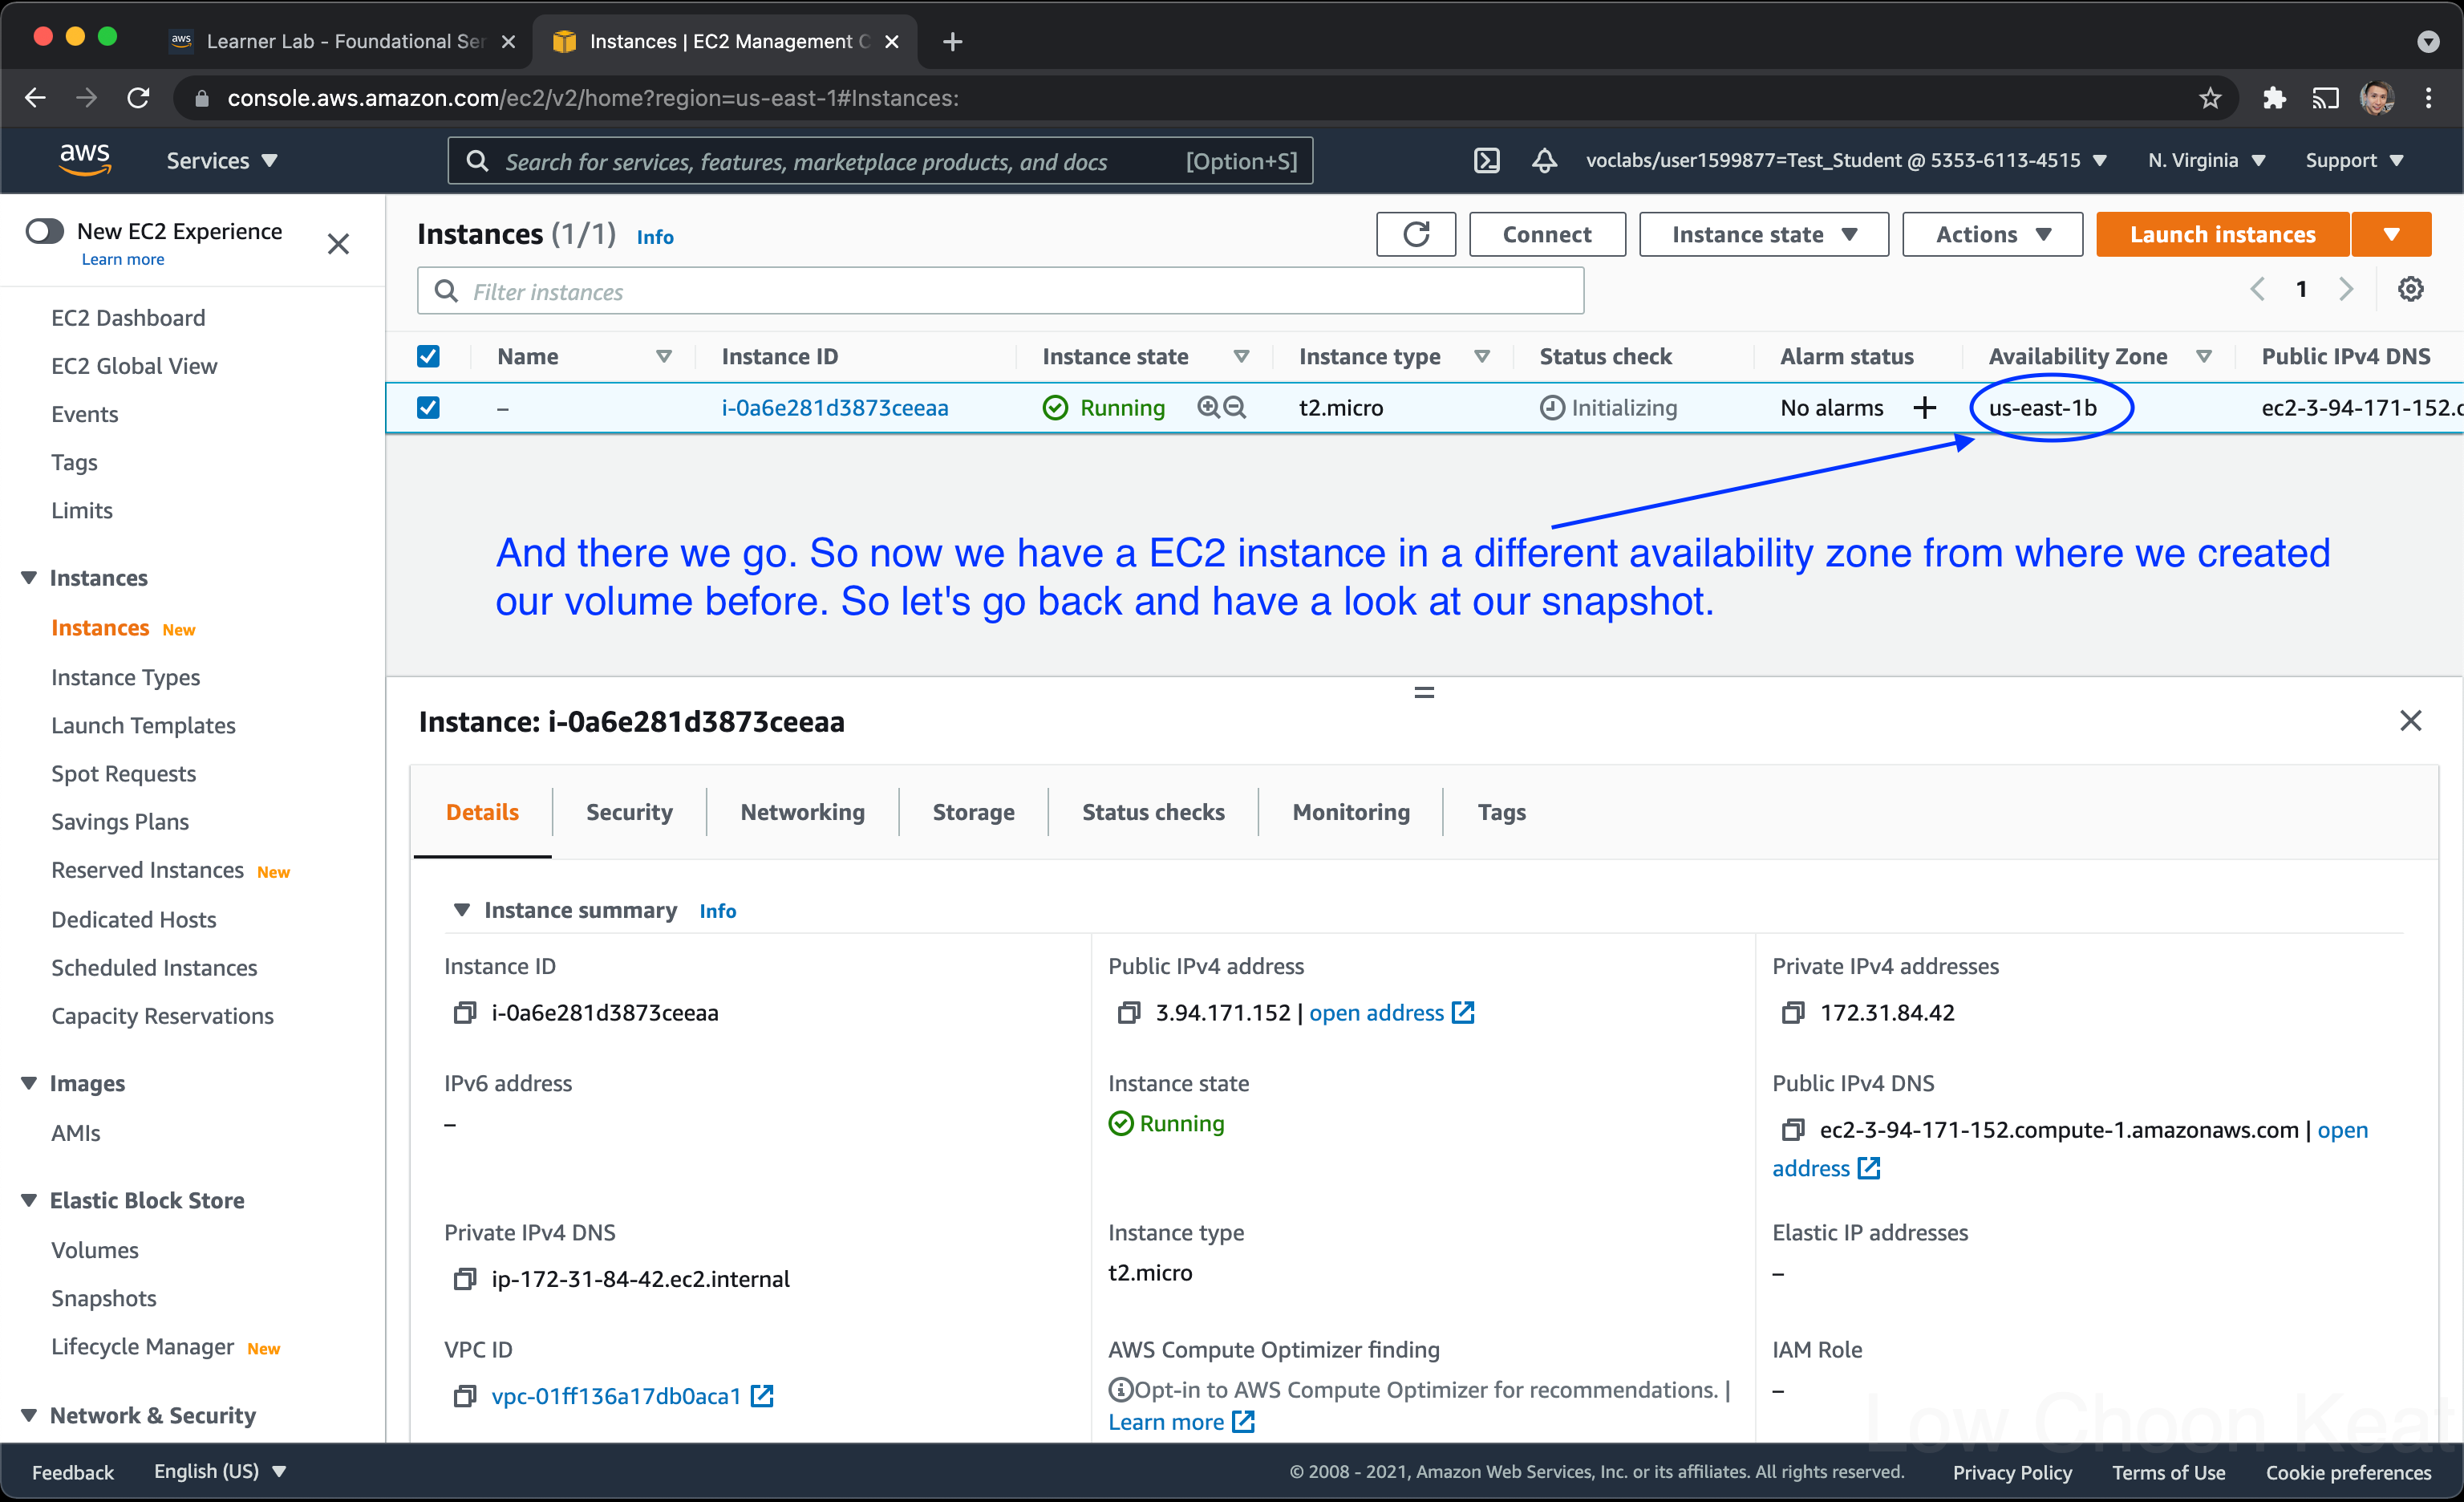 Learner Lab - Foundational Ser
Instances | EC2 Management C
console.aws.amazon.com/ec2/v2/home?region=us-east-1#Instances:
aws
Services
Search for services, features, marketplace products, and docs
[Option+S]
voclabs/user1599877=Test_Student @ 5353-6113-4515
N. Virginia
Support
New EC2 Experience
Learn more
EC2 Dashboard
EC2 Global View
Events
Tags
Limits
Instances
Instances New
Instance Types
Launch Templates
Spot Requests
Savings Plans
Reserved Instances New
Dedicated Hosts
Scheduled Instances
Capacity Reservations
Images
AMIs
Elastic Block Store
Volumes
Snapshots
Lifecycle Manager New
Network & Security
Instances (1/1) Info
Connect
Instance state
Actions
Launch instances
Filter instances
1
Name Instance ID Instance state Instance type Status check Alarm status Availability Zone Public IPv4 DNS
– i-0a6e281d3873ceeaa Running t2.micro Initializing No alarms + us-east-1b ec2-3-94-171-152.c
And there we go. So now we have a EC2 instance in a different availability zone from where we created
our volume before. So let's go back and have a look at our snapshot.
Instance: i-0a6e281d3873ceeaa
Details Security Networking Storage Status checks Monitoring Tags
Instance summary Info
Instance ID
i-0a6e281d3873ceeaa
Public IPv4 address
3.94.171.152 | open address
Private IPv4 addresses
172.31.84.42
IPv6 address
–
Instance state
Running
Public IPv4 DNS
ec2-3-94-171-152.compute-1.amazonaws.com | open
address
Private IPv4 DNS
ip-172-31-84-42.ec2.internal
Instance type
t2.micro
Elastic IP addresses
–
VPC ID
vpc-01ff136a17db0aca1
AWS Compute Optimizer finding
Opt-in to AWS Compute Optimizer for recommendations. |
Learn more
IAM Role
–
Low Choon Keat
Feedback
English (US)
© 2008 - 2021, Amazon Web Services, Inc. or its affiliates. All rights reserved.
Privacy Policy
Terms of Use
Cookie preferences